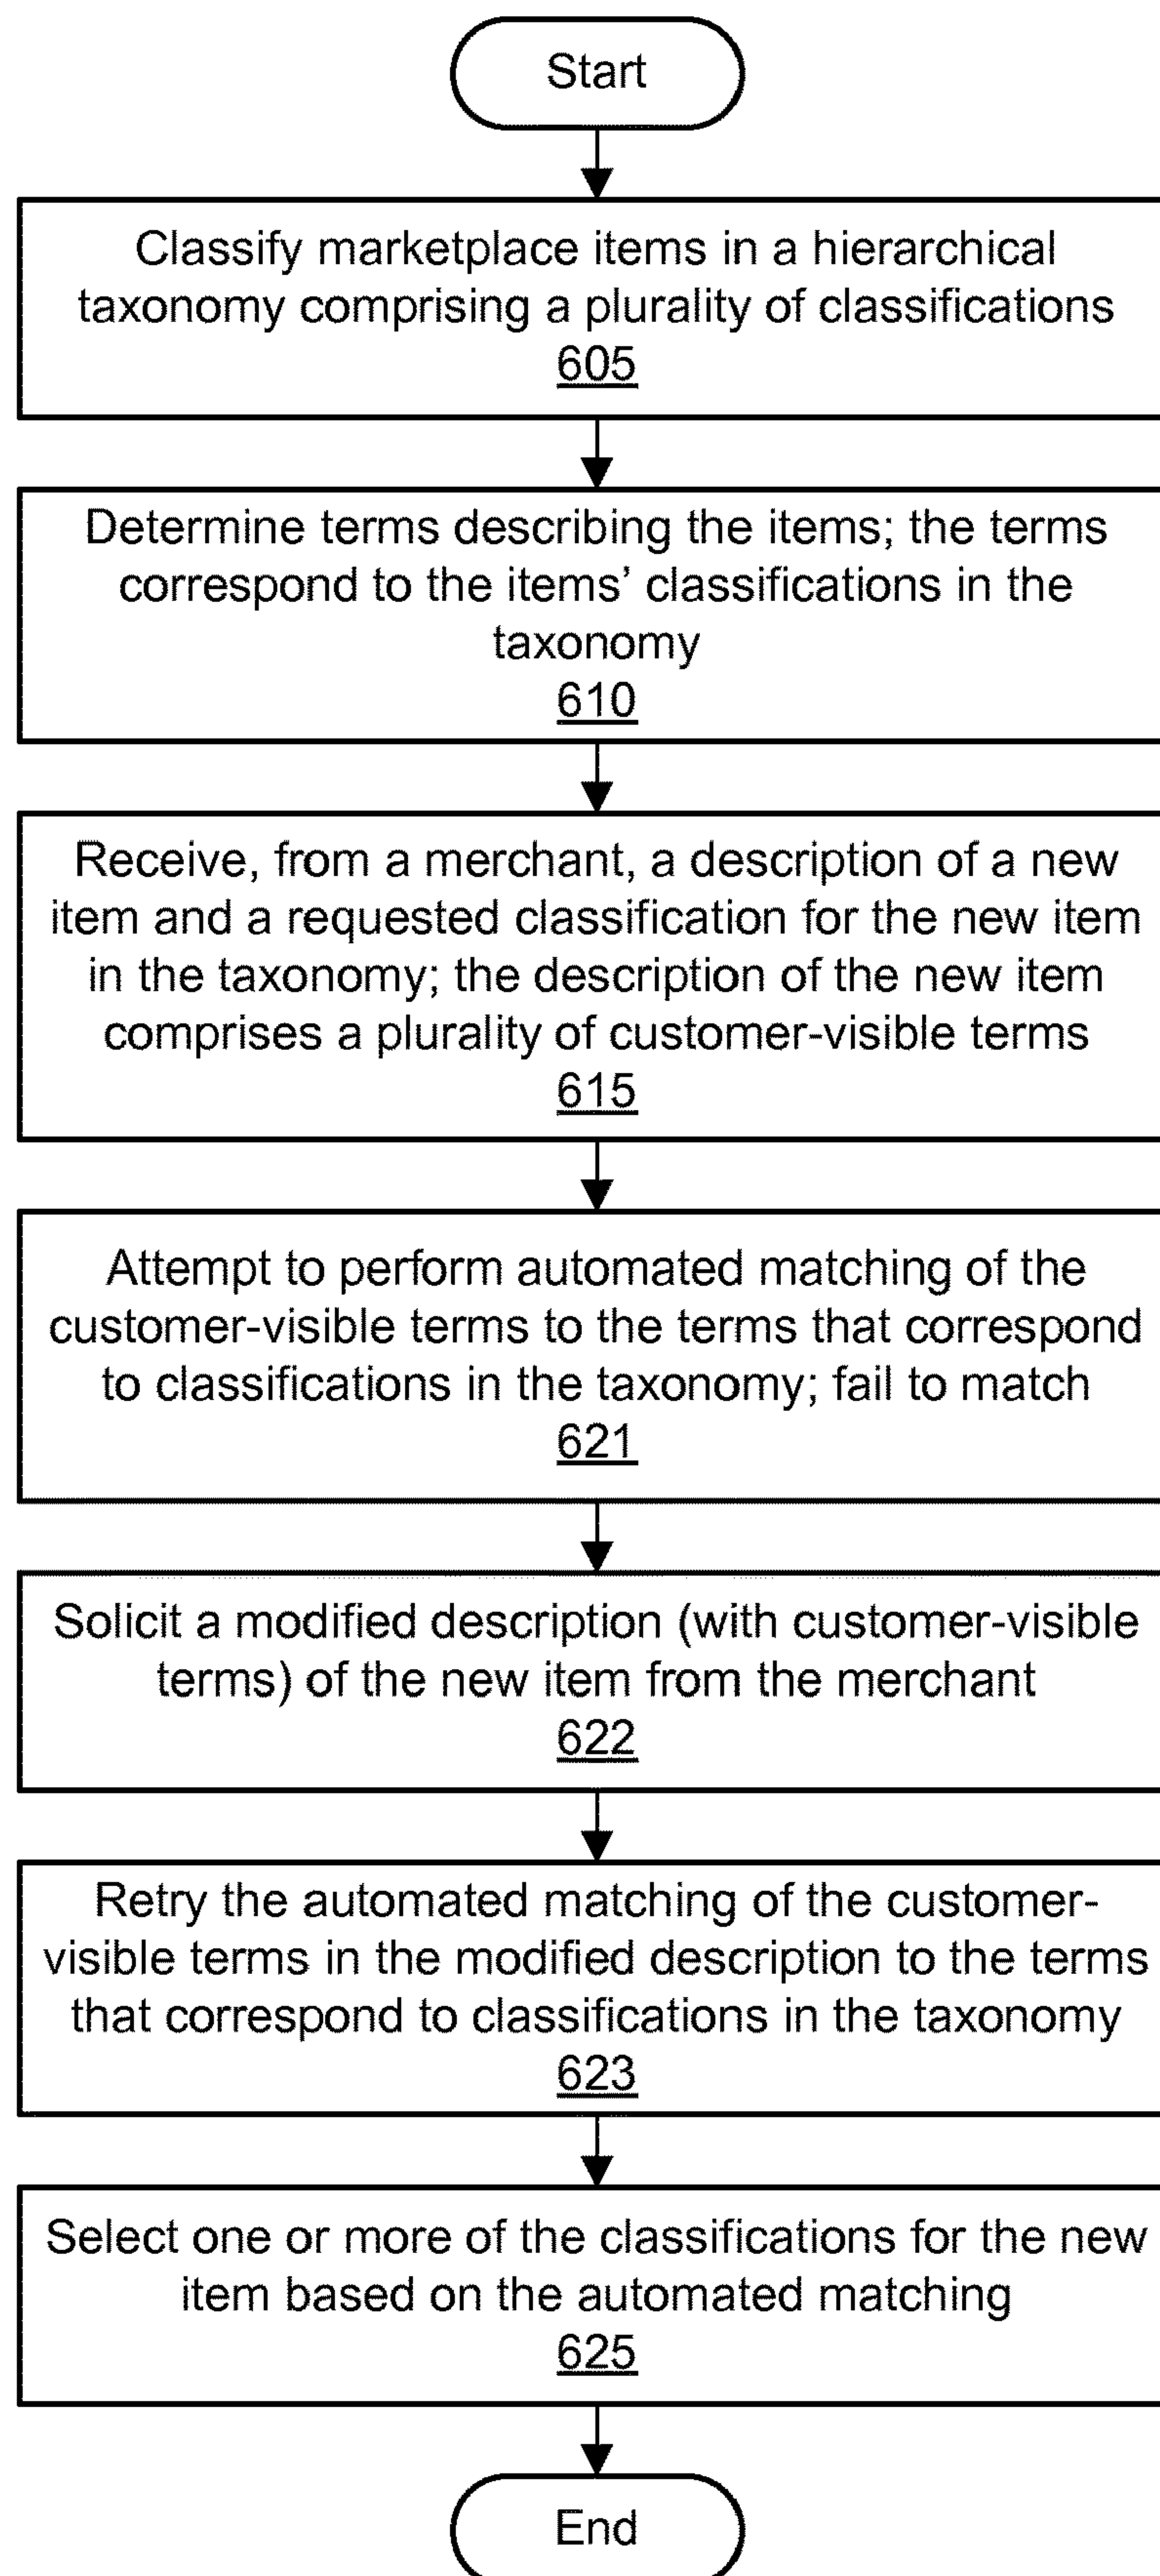 Start
Classify marketplace items in a hierarchical
taxonomy comprising a plurality of classifications
605
Determine terms describing the items; the terms
correspond to the items’ classifications in the
taxonomy
610
Receive, from a merchant, a description of a new
item and a requested classification for the new item
in the taxonomy; the description of the new item
comprises a plurality of customer-visible terms
615
Attempt to perform automated matching of the
customer-visible terms to the terms that correspond
to classifications in the taxonomy; fail to match
621
Solicit a modified description (with customer-visible
terms) of the new item from the merchant
622
Retry the automated matching of the customer-
visible terms in the modified description to the terms
that correspond to classifications in the taxonomy
623
Select one or more of the classifications for the new
item based on the automated matching
625
End